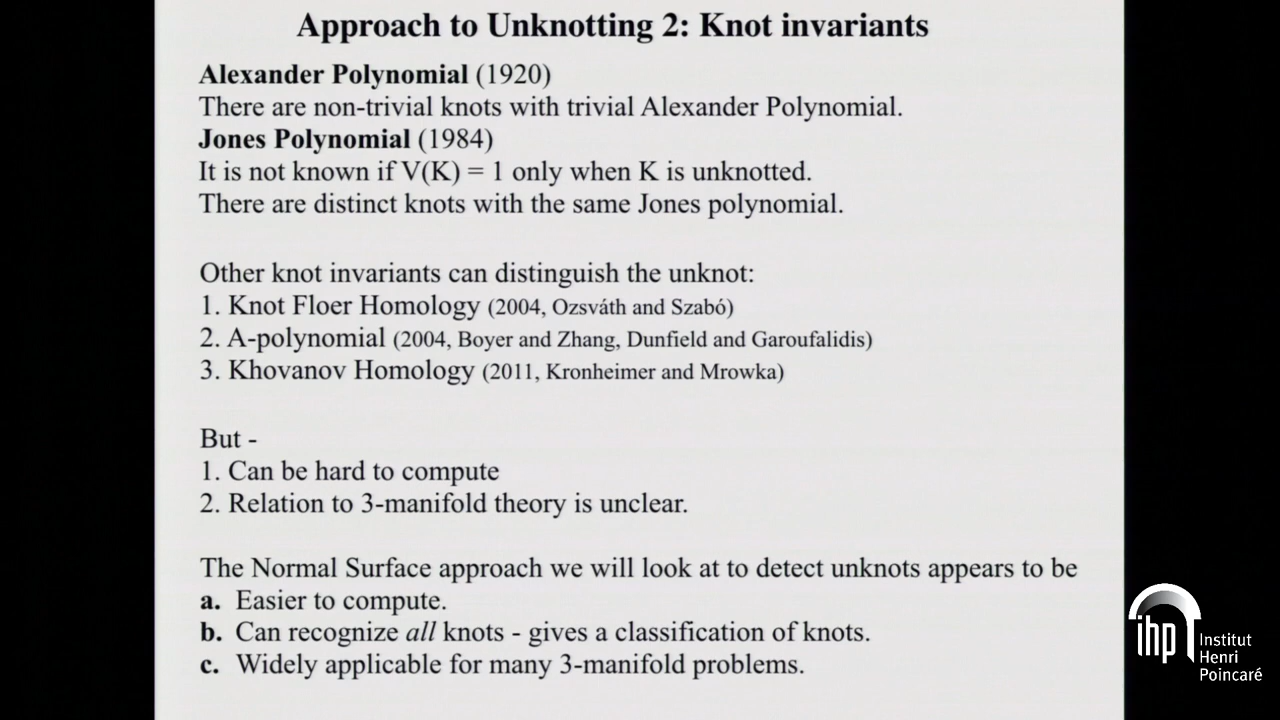 Approach to Unknotting 2: Knot invariants
Alexander Polynomial (1920)
There are non-trivial knots with trivial Alexander Polynomial.
Jones Polynomial (1984)
It is not known if V(K) = 1 only when K is unknotted.
There are distinct knots with the same Jones polynomial.
Other knot invariants can distinguish the unknot:
1. Knot Floer Homology (2004, Ozsváth and Szabó)
2. A-polynomial (2004, Boyer and Zhang, Dunfield and Garoufalidis)
3. Khovanov Homology (2011, Kronheimer and Mrowka)
But -
1. Can be hard to compute
2. Relation to 3-manifold theory is unclear.
The Normal Surface approach we will look at to detect unknots appears to be
a. Easier to compute.
b. Can recognize all knots - gives a classification of knots.
c. Widely applicable for many 3-manifold problems.
ihp
Institut
Henri
Poincaré